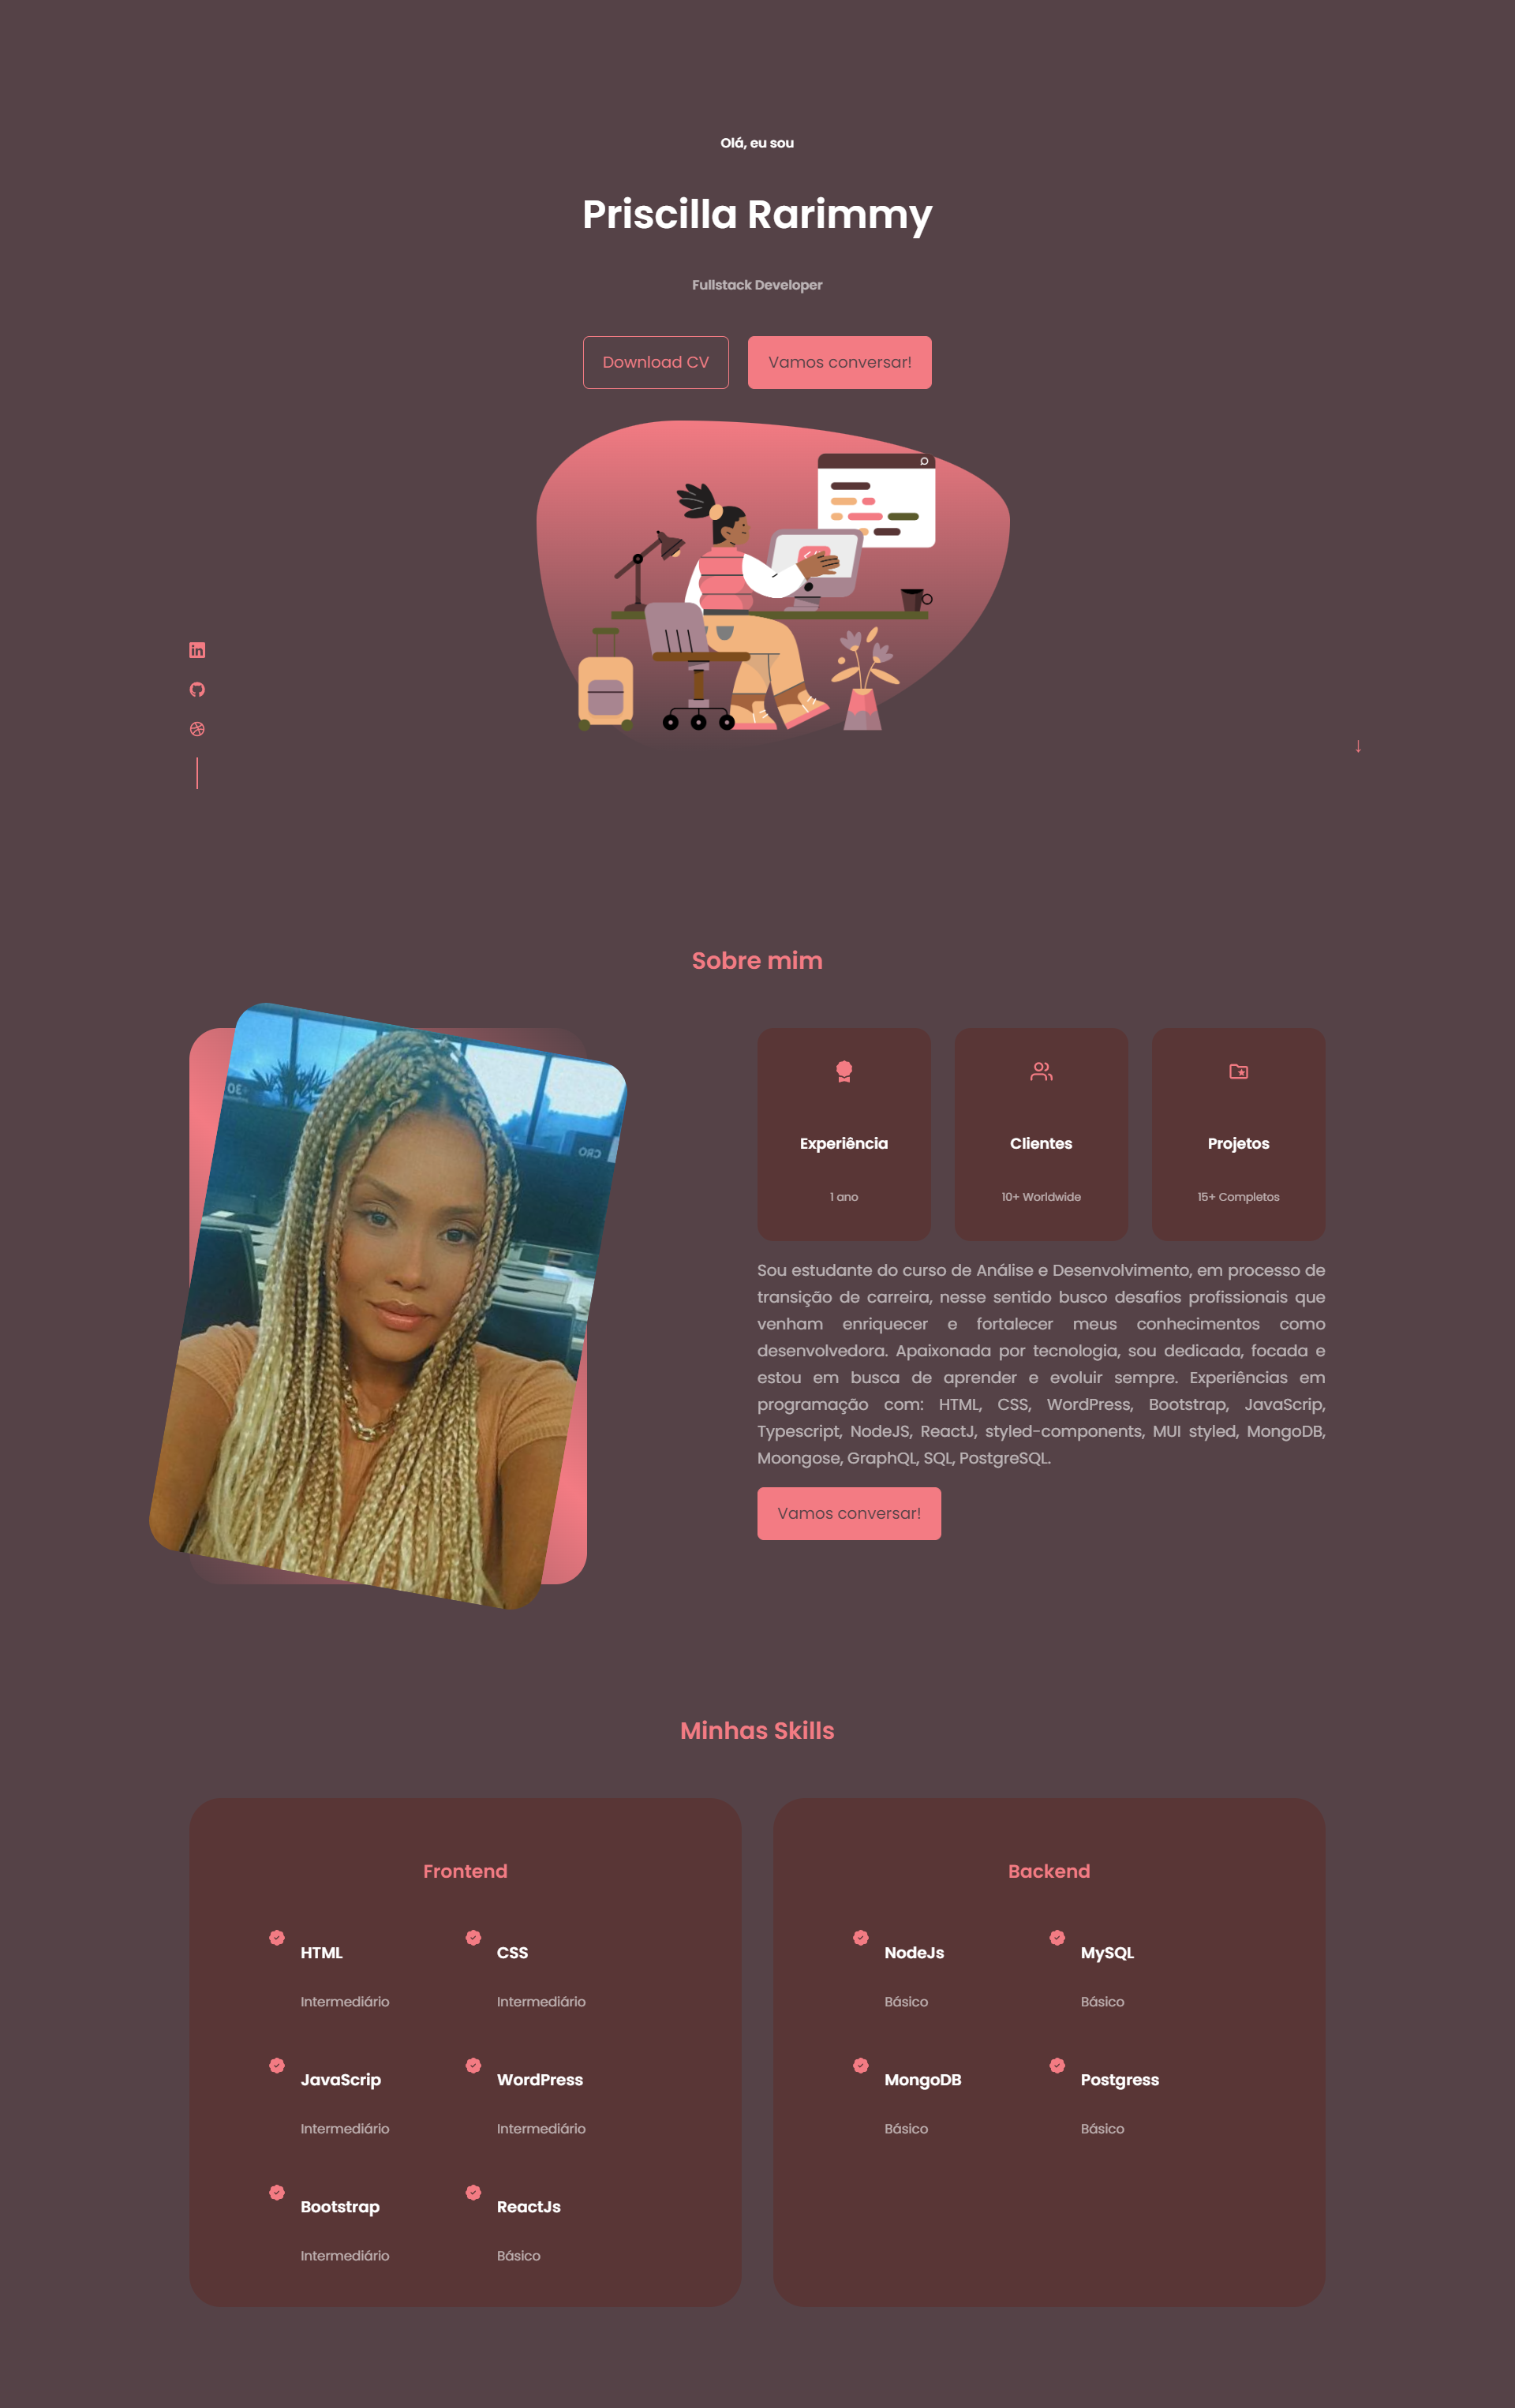 Olá, eu sou
Priscilla Rarimmy
Fullstack Developer
Download CV
Vamos conversar!
Sobre mim
Experiência
1 ano
Clientes
10+ Worldwide
Projetos
15+ Completos
Sou estudante do curso de Análise e Desenvolvimento, em processo de
transição de carreira, nesse sentido busco desafios profissionais que
venham enriquecer e fortalecer meus conhecimentos como
desenvolvedora. Apaixonada por tecnologia, sou dedicada, focada e
estou em busca de aprender e evoluir sempre. Experiências em
programação com: HTML, CSS, WordPress, Bootstrap, JavaScrip,
Typescript, NodeJS, ReactJ, styled-components, MUI styled, MongoDB,
Moongose, GraphQL, SQL, PostgreSQL.
Vamos conversar!
Minhas Skills
Frontend
HTML
Intermediário
CSS
Intermediário
JavaScrip
Intermediário
WordPress
Intermediário
Bootstrap
Intermediário
ReactJs
Básico
Backend
NodeJs
Básico
MySQL
Básico
MongoDB
Básico
Postgress
Básico